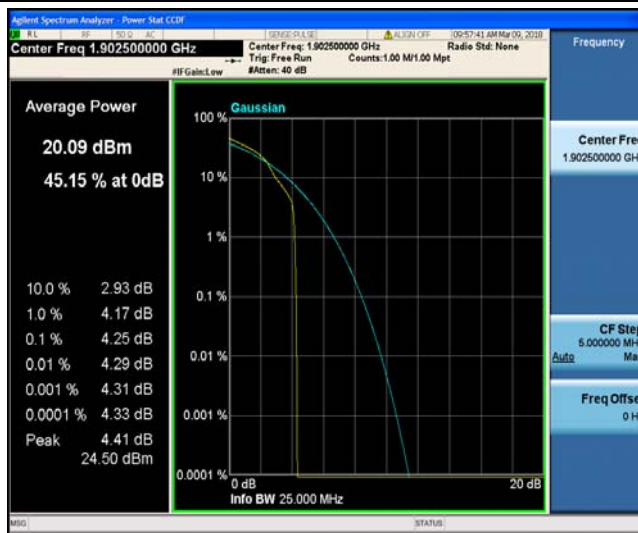 Agilent Spectrum Analyzer - Power Stat CCDF
RL RF 50 Ω AC SENSE:PULSE ALIGN OFF 09:57:41 AM Mar 09, 2018
Center Freq 1.902500000 GHz
Center Freq: 1.902500000 GHz Radio Std: None
Trig: Free Run Counts:1.00 M/1.00 Mpt
#IFGain:Low #Atten: 40 dB
Frequency
Average Power
20.09 dBm
45.15 % at 0dB
10.0 % 2.93 dB
1.0 % 4.17 dB
0.1 % 4.25 dB
0.01 % 4.29 dB
0.001 % 4.31 dB
0.0001 % 4.33 dB
Peak 4.41 dB
24.50 dBm
Gaussian
100 %
10 %
1 %
0.1 %
0.01 %
0.001 %
0.0001 %
0 dB 20 dB
Info BW 25.000 MHz
Center Fre
1.902500000 GH
CF Ste
5.000000 MH
Auto Ma
Freq Offse
0 H
MSG STATUS